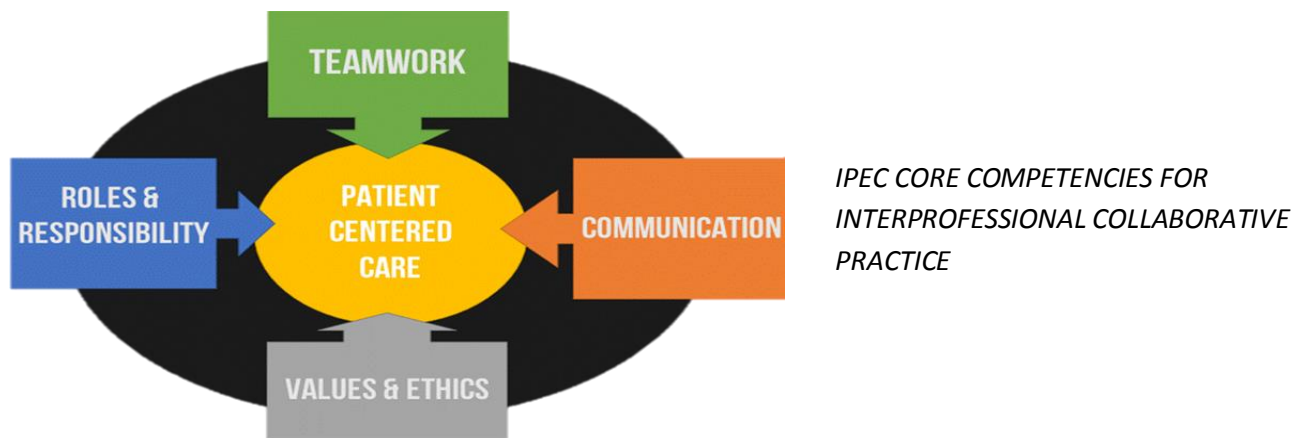 TEAMWORK
ROLES &
RESPONSIBILITY
PATIENT
CENTERED
CARE
COMMUNICATION
VALUES & ETHICS
IPEC CORE COMPETENCIES FOR
INTERPROFESSIONAL COLLABORATIVE
PRACTICE